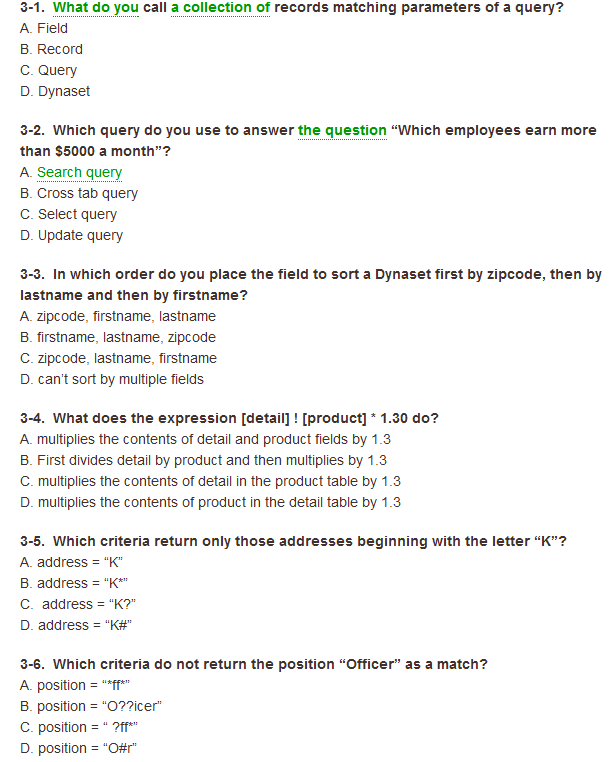 3-1.  What do you call a collection of records matching parameters of a query?
A. Field
B. Record
C. Query
D. Dynaset
3-2.  Which query do you use to answer the question “Which employees earn more
than $5000 a month”?
A. Search query
B. Cross tab query
C. Select query
D. Update query
3-3.  In which order do you place the field to sort a Dynaset first by zipcode, then by
lastname and then by firstname?
A. zipcode, firstname, lastname
B. firstname, lastname, zipcode
C. zipcode, lastname, firstname
D. can’t sort by multiple fields
3-4.  What does the expression [detail] ! [product] * 1.30 do?
A. multiplies the contents of detail and product fields by 1.3
B. First divides detail by product and then multiplies by 1.3
C. multiplies the contents of detail in the product table by 1.3
D. multiplies the contents of product in the detail table by 1.3
3-5.  Which criteria return only those addresses beginning with the letter “K”?
A. address = “K”
B. address = “K*”
C.  address = “K?”
D. address = “K#”
3-6.  Which criteria do not return the position “Officer” as a match?
A. position = “*ff*”
B. position = “O??icer”
C. position = “ ?ff*”
D. position = “O#r”